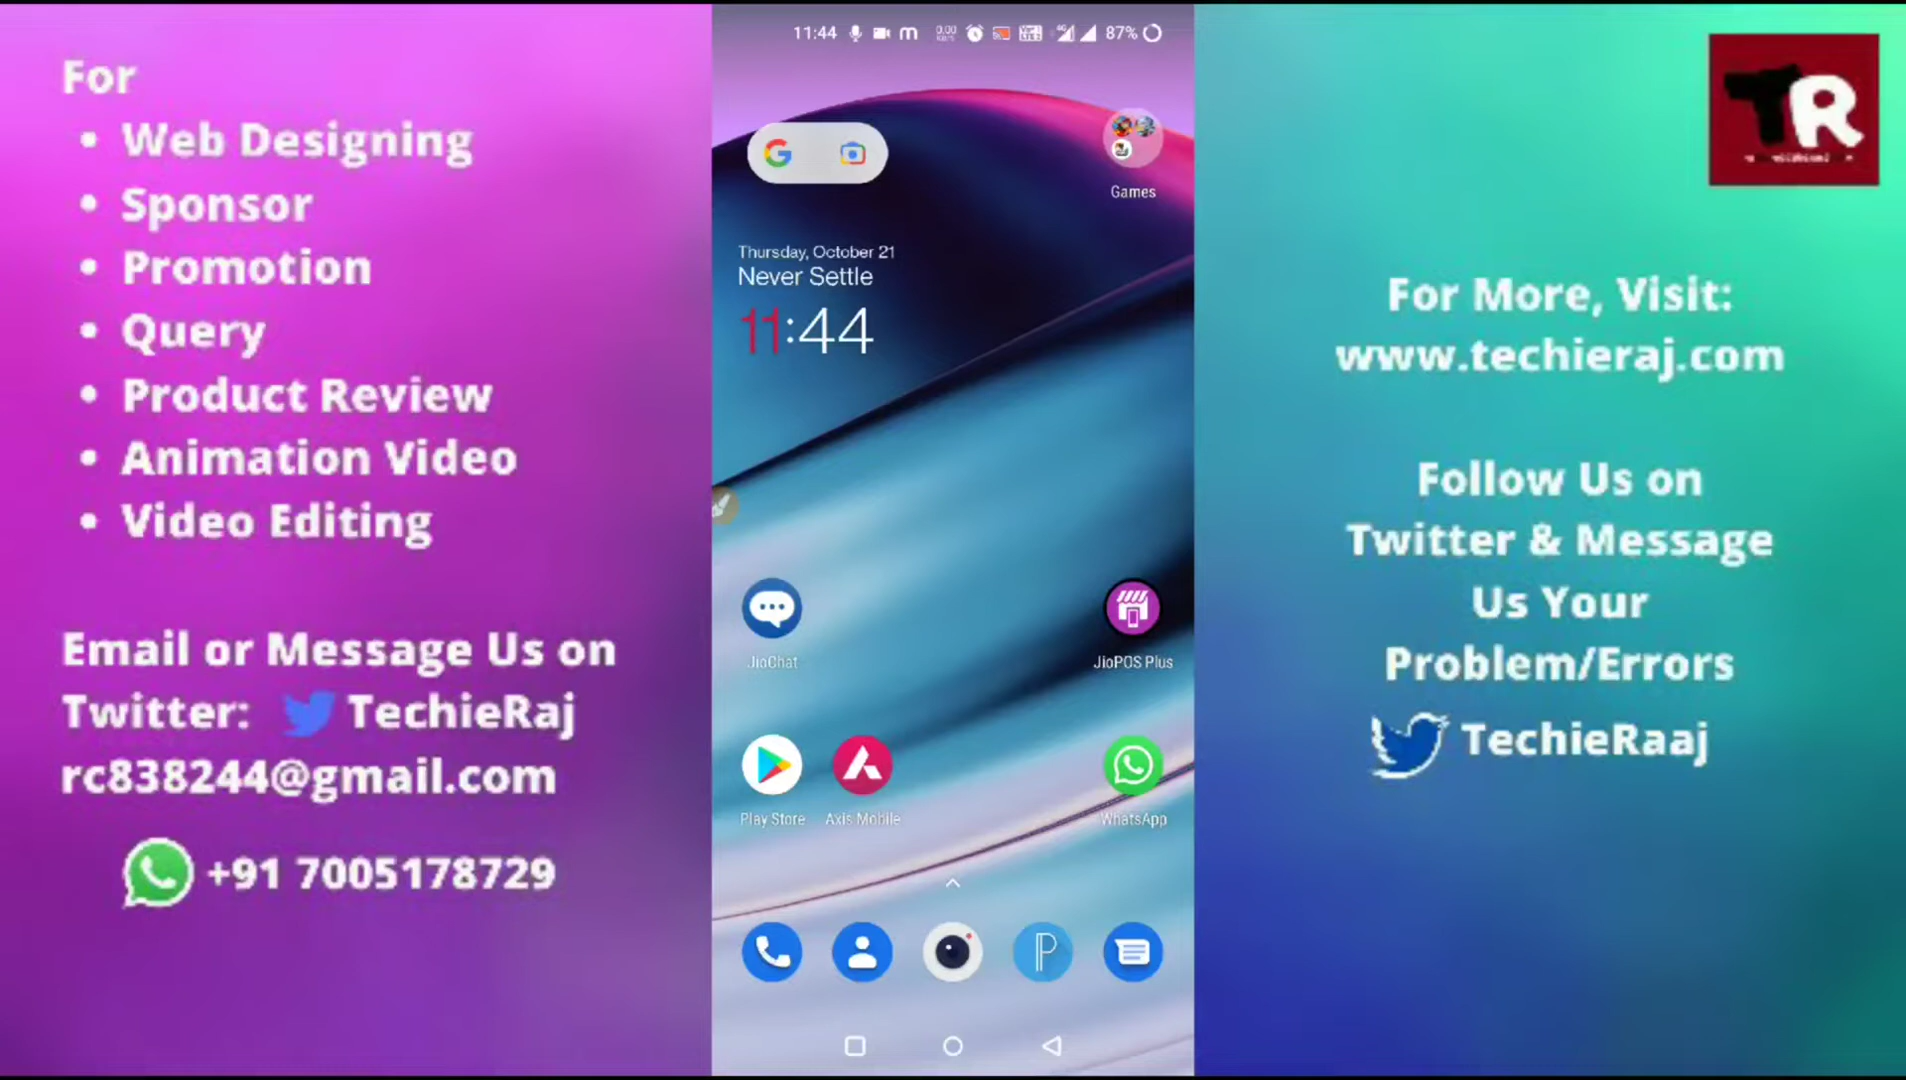 For
• Web Designing
• Sponsor
• Promotion
• Query
• Product Review
• Animation Video
• Video Editing
Email or Message Us on
Twitter: TechieRaj
rc838244@gmail.com
+91 7005178729
11:44 87%
Games
Thursday, October 21
Never Settle
11:44
JioChat
JioPOS Plus
Play Store
Axis Mobile
WhatsApp
TR
For More, Visit:
www.techieraj.com
Follow Us on
Twitter & Message
Us Your
Problem/Errors
TechieRaaj